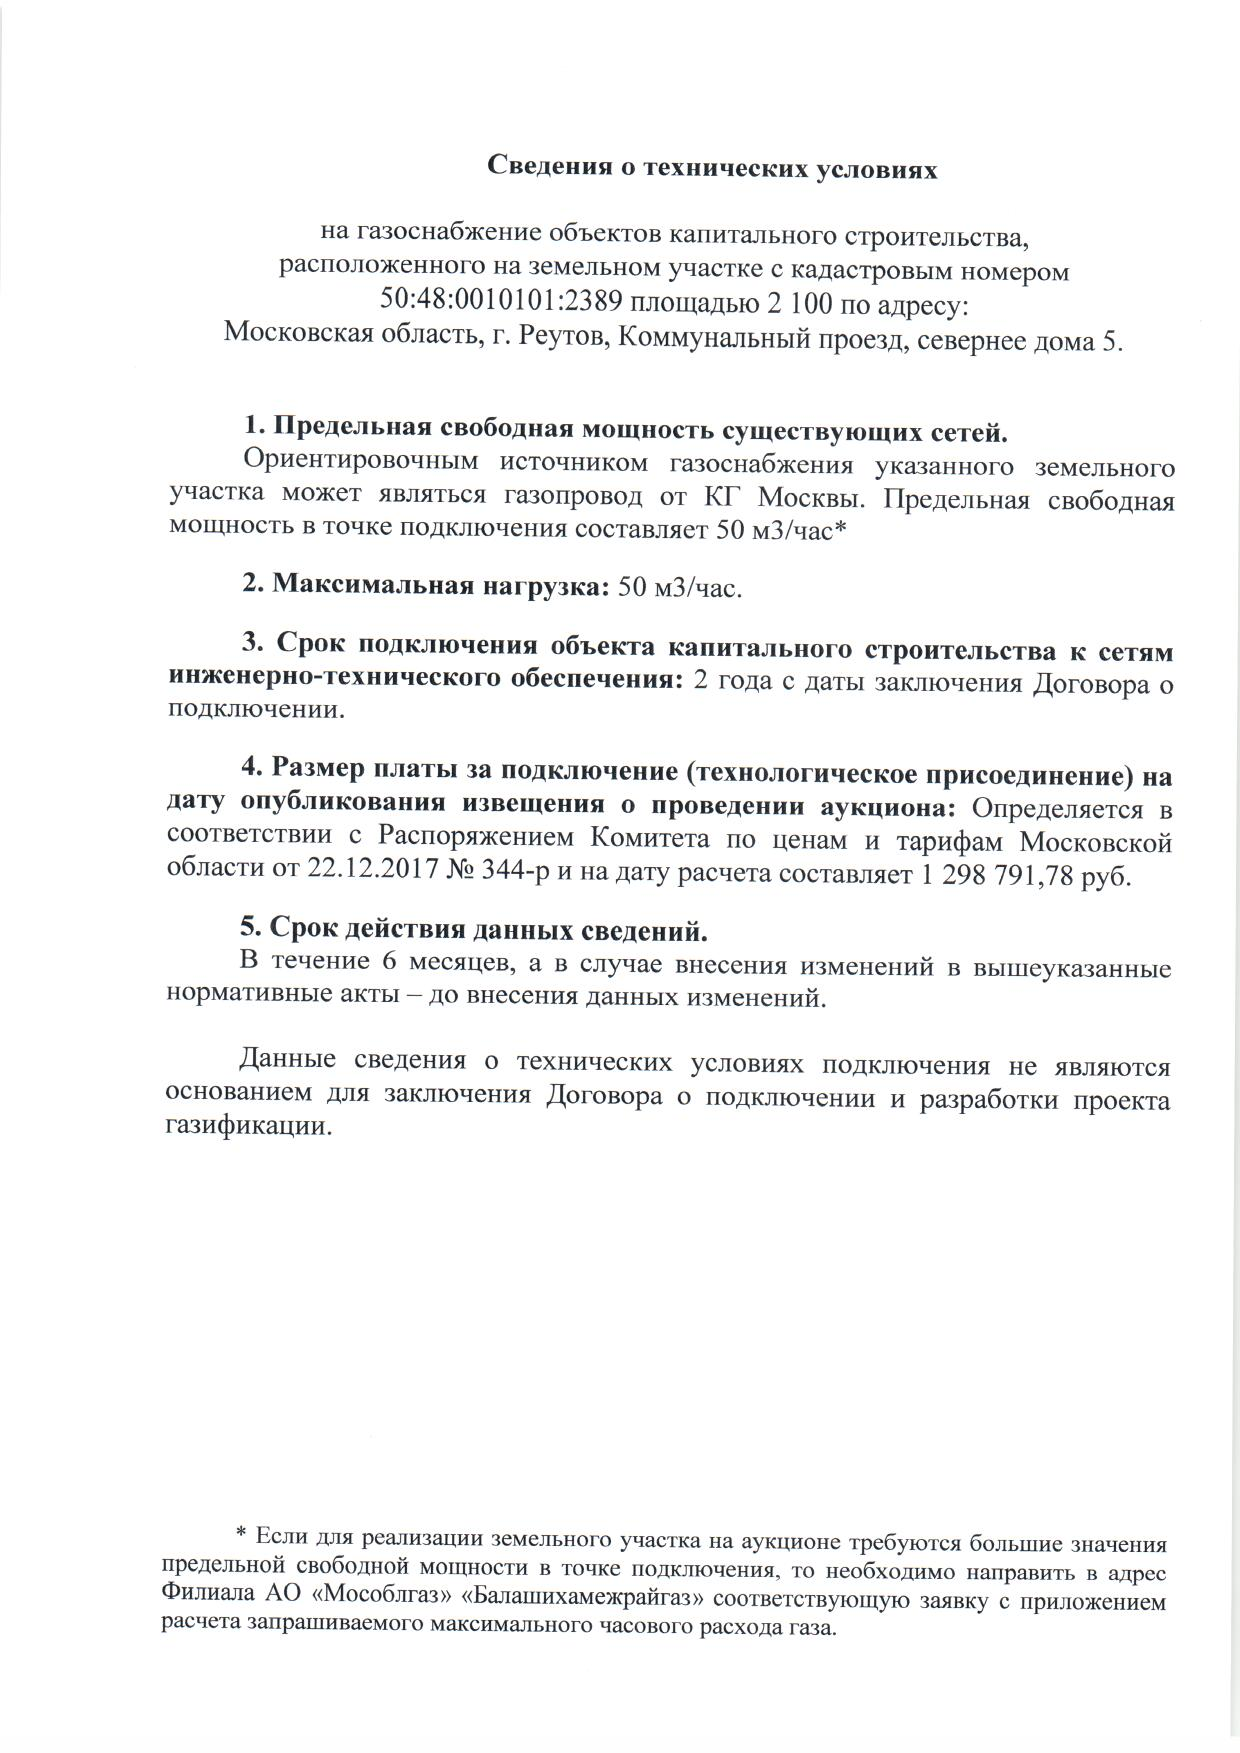 Сведения о технических условиях
на газоснабжение объектов капитального строительства,
расположенного на земельном участке с кадастровым номером
50:48:0010101:2389 площадью 2 100 по адресу:
Московская область, г. Реутов, Коммунальный проезд, севернее дома 5.
1. Предельная свободная мощность существующих сетей.
Ориентировочным источником газоснабжения указанного земельного
участка может являться газопровод от КГ Москвы. Предельная свободная
мощность в точке подключения составляет 50 м3/час*
2. Максимальная нагрузка: 50 м3/час.
3. Срок подключения объекта капитального строительства к сетям
инженерно-технического обеспечения: 2 года с даты заключения Договора о
подключении.
4. Размер платы за подключение (технологическое присоединение) на
дату опубликования извещения о проведении аукциона: Определяется в
соответствии с Распоряжением Комитета по ценам и тарифам Московской
области от 22.12.2017 № 344-р и на дату расчета составляет 1 298 791,78 руб.
5. Срок действия данных сведений.
В течение 6 месяцев, а в случае внесения изменений в вышеуказанные
нормативные акты – до внесения данных изменений.
Данные сведения о технических условиях подключения не являются
основанием для заключения Договора о подключении и разработки проекта
газификации.
* Если для реализации земельного участка на аукционе требуются большие значения
предельной свободной мощности в точке подключения, то необходимо направить в адрес
Филиала АО «Мособлгаз» «Балашихамежрайгаз» соответствующую заявку с приложением
расчета запрашиваемого максимального часового расхода газа.